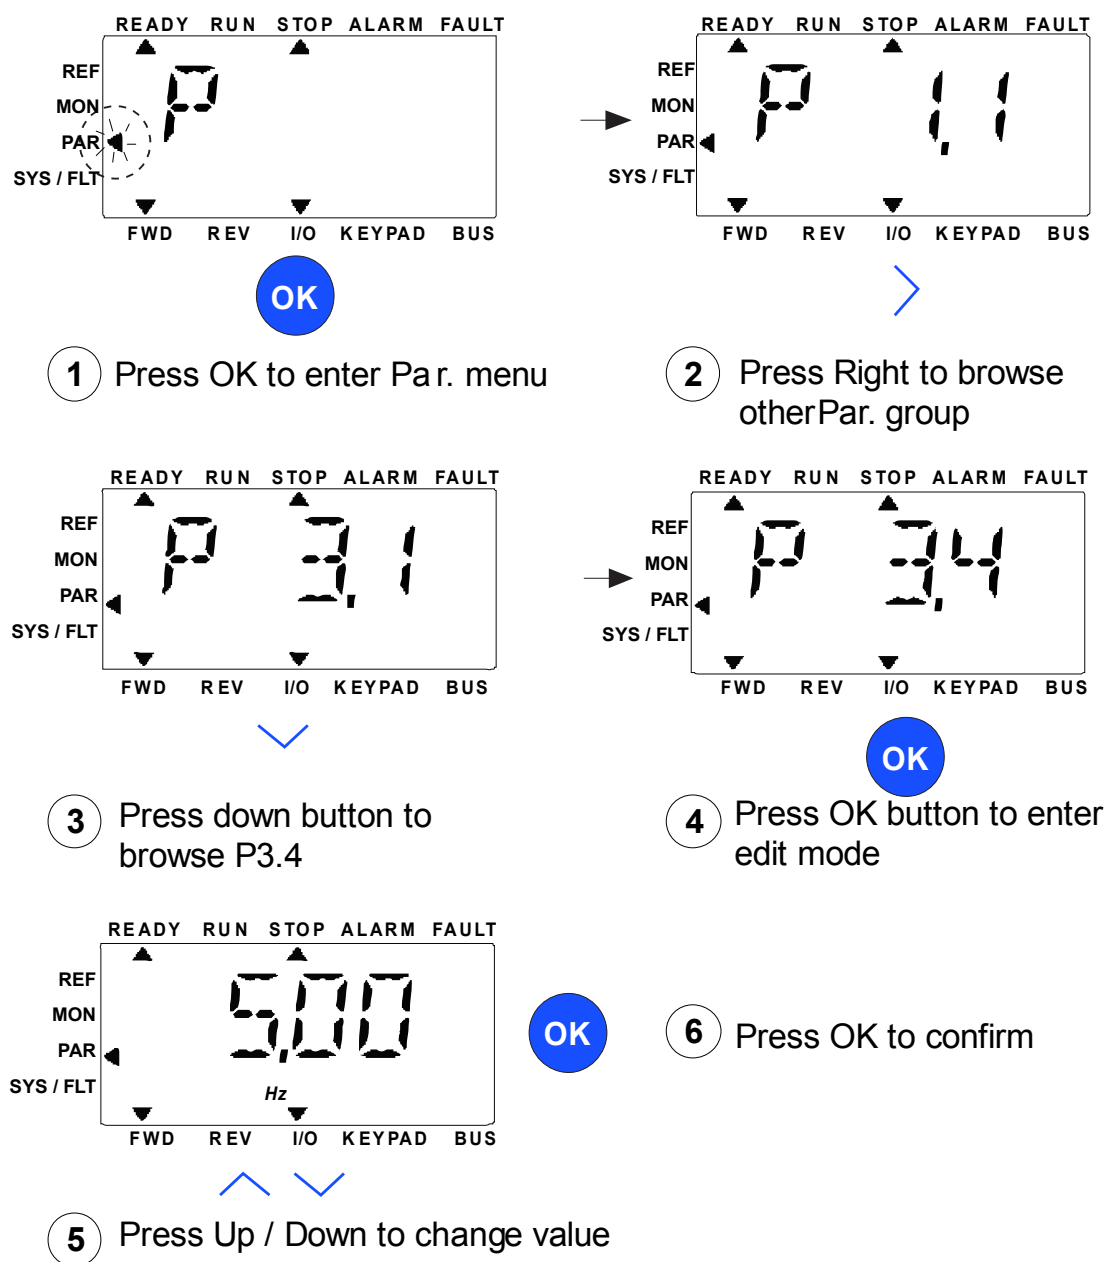 READY RUN STOP ALARM FAULT
REF
MON
PAR
SYS / FLT
P
FWD REV I/O KEYPAD BUS
OK
1 Press OK to enter Par. menu
READY RUN STOP ALARM FAULT
REF
MON
PAR
SYS / FLT
P 1,1
FWD REV I/O KEYPAD BUS
2 Press Right to browse
otherPar. group
READY RUN STOP ALARM FAULT
REF
MON
PAR
SYS / FLT
P 3,1
FWD REV I/O KEYPAD BUS
3 Press down button to
browse P3.4
READY RUN STOP ALARM FAULT
REF
MON
PAR
SYS / FLT
P 3,4
FWD REV I/O KEYPAD BUS
OK
4 Press OK button to enter
edit mode
READY RUN STOP ALARM FAULT
REF
MON
PAR
SYS / FLT
5,00
Hz
FWD REV I/O KEYPAD BUS
5 Press Up / Down to change value
OK
6 Press OK to confirm